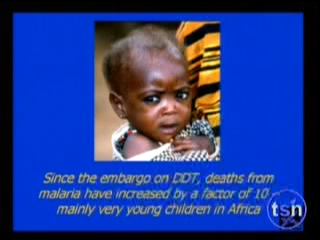 Since the embargo on DDT, deaths from
malaria have increased by a factor of 10
mainly very young children in Africa
tsn